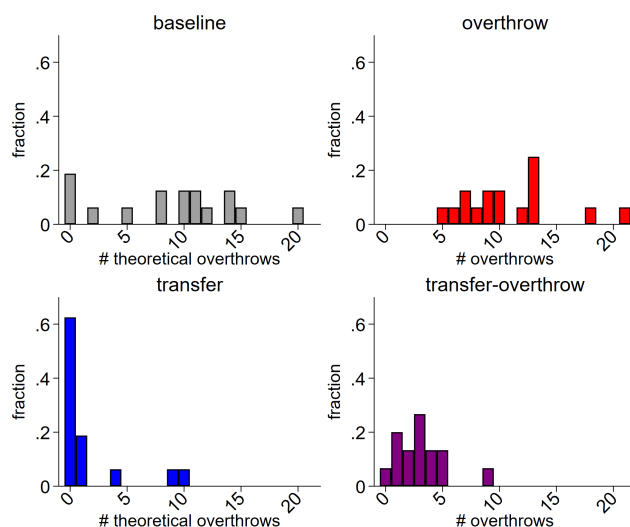 baseline
fraction
.6
.4
.2
0
0 5 10 15 20
# theoretical overthrows
overthrow
fraction
.6
.4
.2
0
0 5 10 15 20
# overthrows
transfer
fraction
.6
.4
.2
0
0 5 10 15 20
# theoretical overthrows
transfer-overthrow
fraction
.6
.4
.2
0
0 5 10 15 20
# overthrows